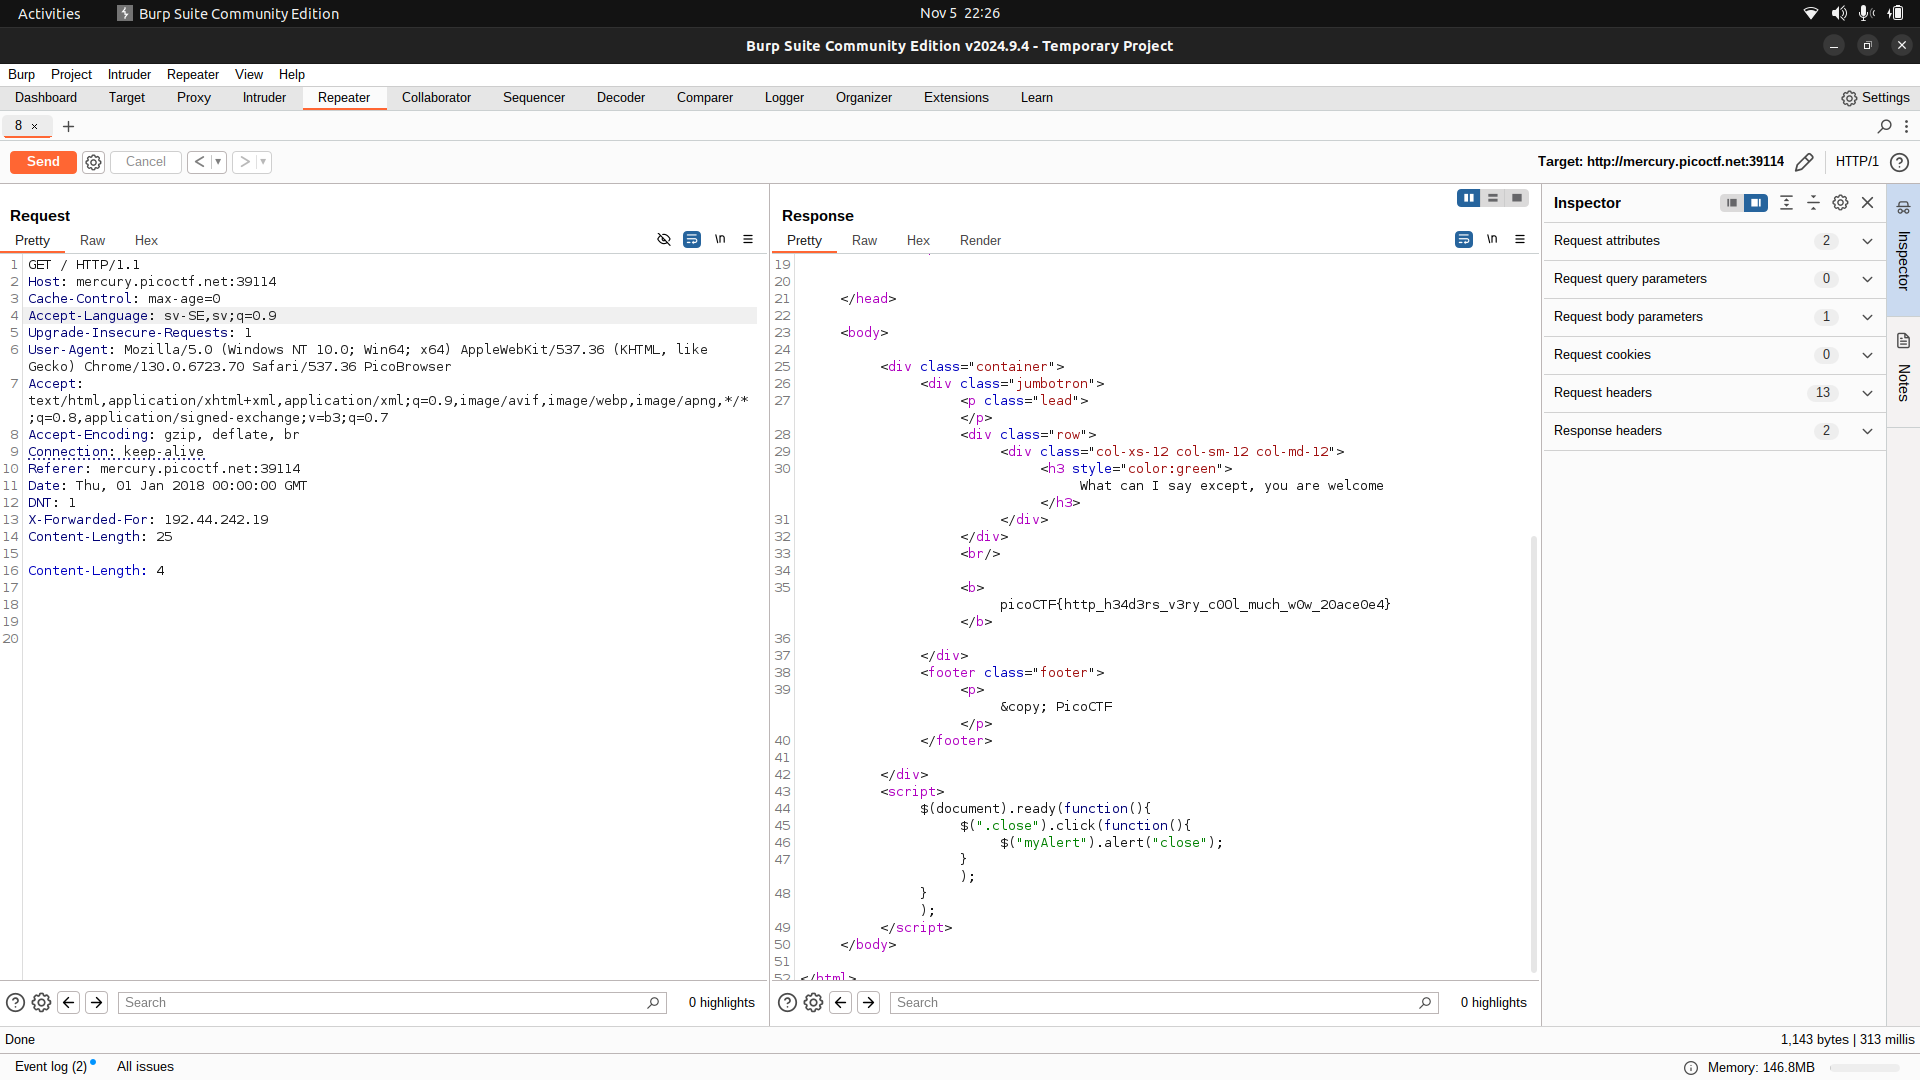 Activities Burp Suite Community Edition Nov 5 22:26
Burp Suite Community Edition v2024.9.4 - Temporary Project
Burp Project Intruder Repeater View Help
Dashboard Target Proxy Intruder Repeater Collaborator Sequencer Decoder Comparer Logger Organizer Extensions Learn Settings
8 × +
Send Cancel < > Target: http://mercury.picoctf.net:39114 HTTP/1 ?
Request
Pretty Raw Hex \n
1 GET / HTTP/1.1
2 Host: mercury.picoctf.net:39114
3 Cache-Control: max-age=0
4 Accept-Language: sv-SE,sv;q=0.9
5 Upgrade-Insecure-Requests: 1
6 User-Agent: Mozilla/5.0 (Windows NT 10.0; Win64; x64) AppleWebKit/537.36 (KHTML, like
Gecko) Chrome/130.0.6723.70 Safari/537.36 PicoBrowser
7 Accept:
text/html,application/xhtml+xml,application/xml;q=0.9,image/avif,image/webp,image/apng,*/*
;q=0.8,application/signed-exchange;v=b3;q=0.7
8 Accept-Encoding: gzip, deflate, br
9 Connection: keep-alive
10 Referer: mercury.picoctf.net:39114
11 Date: Thu, 01 Jan 2018 00:00:00 GMT
12 DNT: 1
13 X-Forwarded-For: 192.44.242.19
14 Content-Length: 25
15
16 Content-Length: 4
17
18
19
20
Search 0 highlights
Response
Pretty Raw Hex Render \n
19
20
21 </head>
22
23 <body>
24
25 <div class="container">
26 <div class="jumbotron">
27 <p class="lead">
</p>
28 <div class="row">
29 <div class="col-xs-12 col-sm-12 col-md-12">
30 <h3 style="color:green">
What can I say except, you are welcome
</h3>
31 </div>
32 </div>
33 <br/>
34
35 <b>
picoCTF{http_h34d3rs_v3ry_c0Ol_much_w0w_20ace0e4}
</b>
36
37 </div>
38 <footer class="footer">
39 <p>
&copy; PicoCTF
</p>
40 </footer>
41
42 </div>
43 <script>
44 $(document).ready(function(){
45 $(".close").click(function(){
46 $("myAlert").alert("close");
47 }
);
48 }
);
49 </script>
50 </body>
51
52 </html>
Search 0 highlights
Inspector
Request attributes 2
Request query parameters 0
Request body parameters 1
Request cookies 0
Request headers 13
Response headers 2
Inspector
Notes
Done 1,143 bytes | 313 millis
Event log (2) All issues Memory: 146.8MB